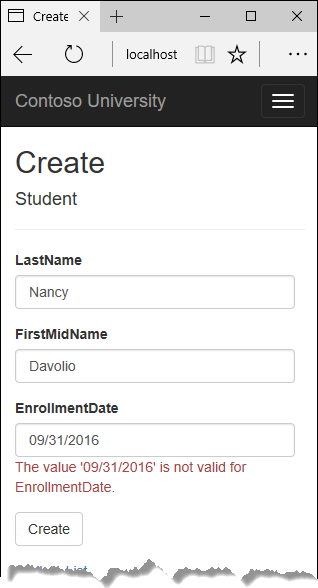 Create
localhost
Contoso University
Create
Student
LastName
Nancy
FirstMidName
Davolio
EnrollmentDate
09/31/2016
The value '09/31/2016' is not valid for
EnrollmentDate.
Create